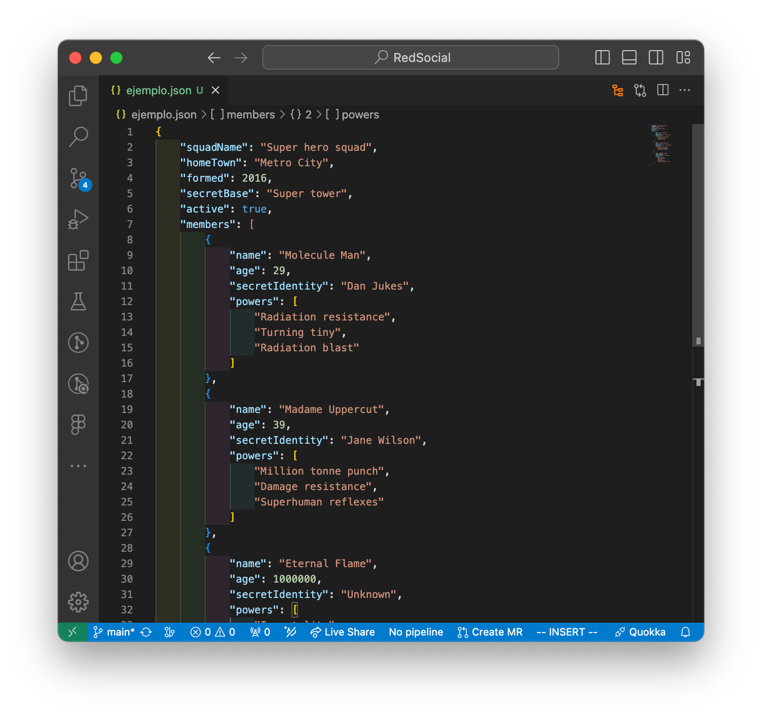 RedSocial
{} ejemplo.json U ×
{} ejemplo.json > [ ] members > {} 2 > [ ] powers
1 {
2 "squadName": "Super hero squad",
3 "homeTown": "Metro City",
4 "formed": 2016,
5 "secretBase": "Super tower",
6 "active": true,
7 "members": [
8 {
9 "name": "Molecule Man",
10 "age": 29,
11 "secretIdentity": "Dan Jukes",
12 "powers": [
13 "Radiation resistance",
14 "Turning tiny",
15 "Radiation blast"
16 ]
17 },
18 {
19 "name": "Madame Uppercut",
20 "age": 39,
21 "secretIdentity": "Jane Wilson",
22 "powers": [
23 "Million tonne punch",
24 "Damage resistance",
25 "Superhuman reflexes"
26 ]
27 },
28 {
29 "name": "Eternal Flame",
30 "age": 1000000,
31 "secretIdentity": "Unknown",
32 "powers": [
4
main* 0 0 0 Live Share No pipeline Create MR -- INSERT -- Quokka